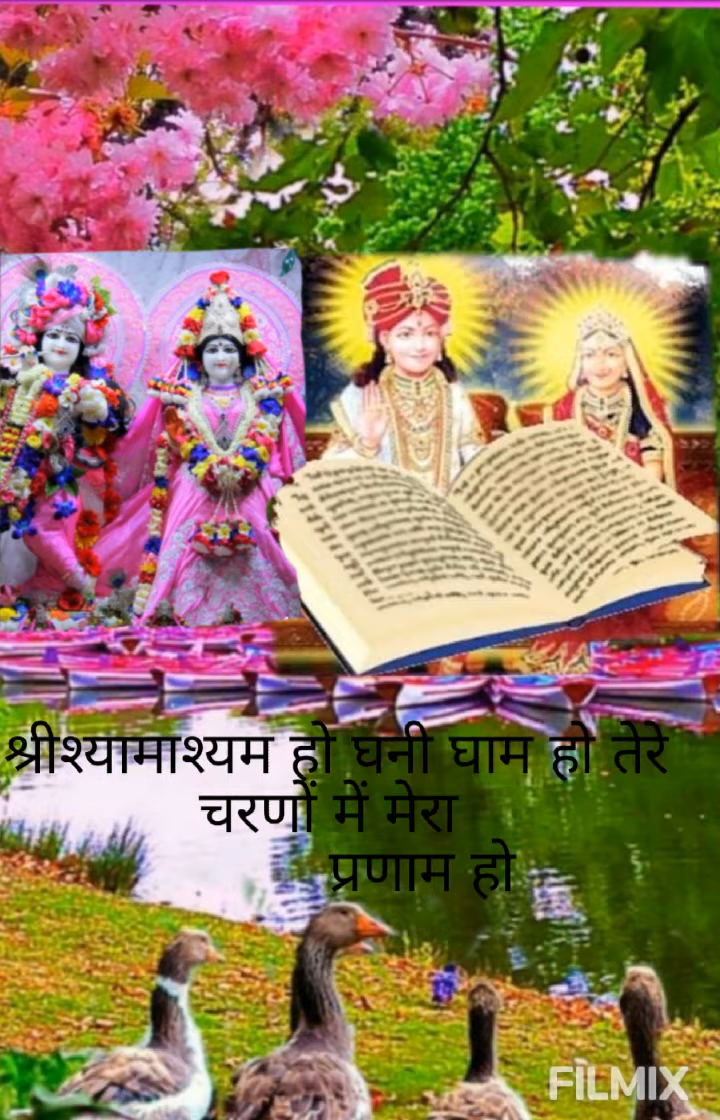 श्रीश्यामाश्यम हो घनी घाम हो तेरे
चरणों में मेरा
प्रणाम हो
FiLMIX